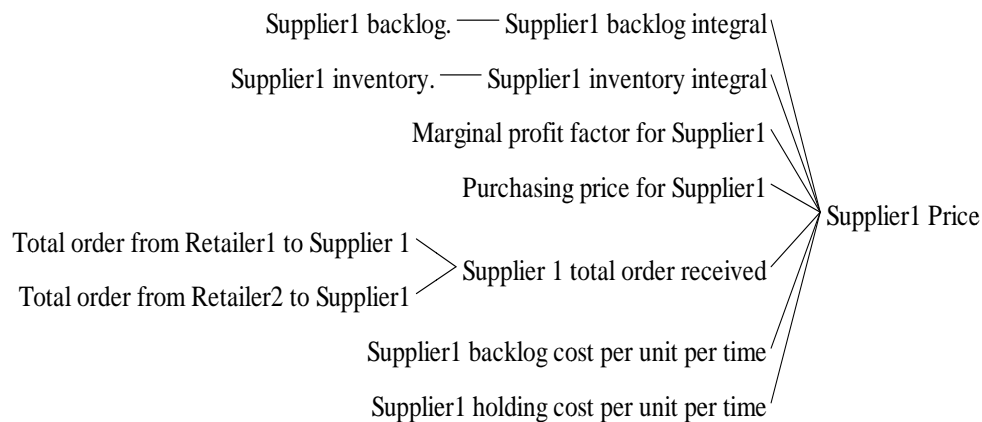 Supplier1 backlog. Supplier1 backlog integral
Supplier1 inventory. Supplier1 inventory integral
Marginal profit factor for Supplier1
Purchasing price for Supplier1
Supplier1 Price
Total order from Retailer1 to Supplier 1
Supplier 1 total order received
Total order from Retailer2 to Supplier1
Supplier1 backlog cost per unit per time
Supplier1 holding cost per unit per time